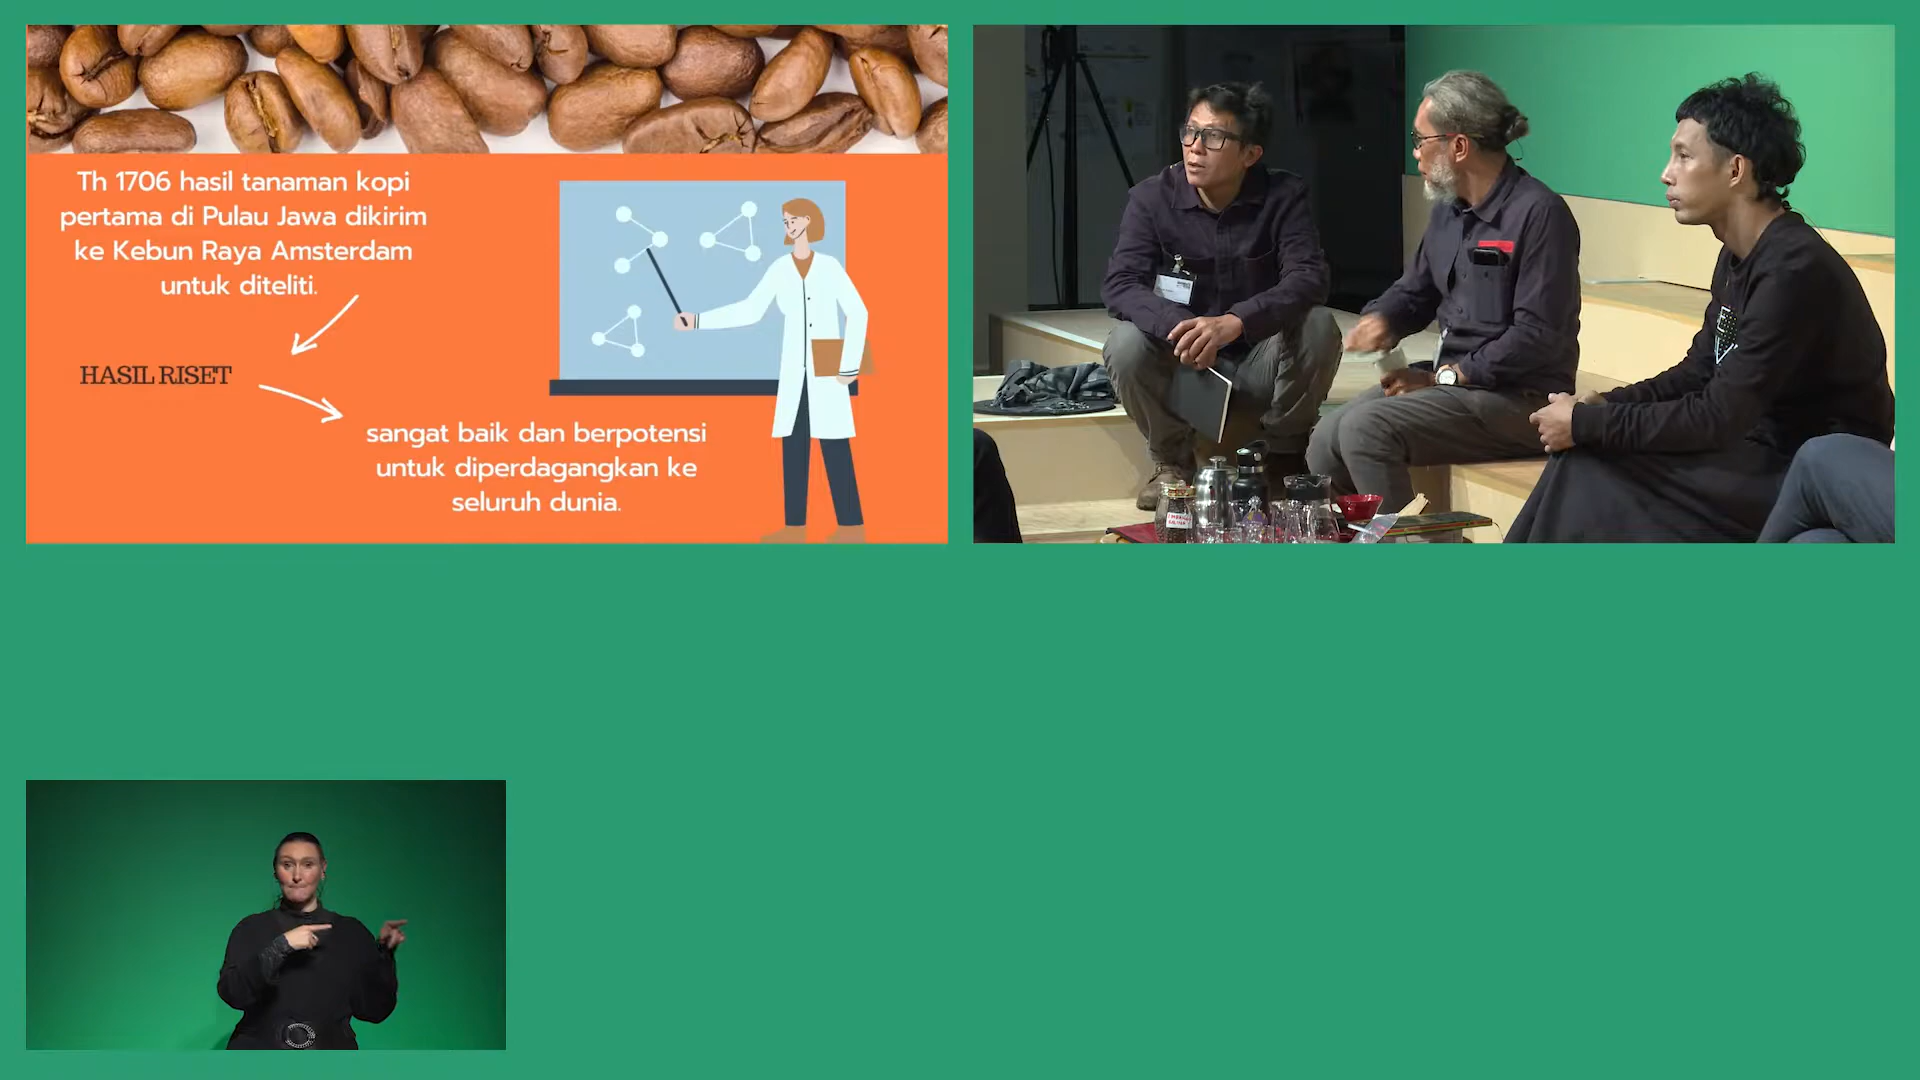 Th 1706 hasil tanaman kopi
pertama di Pulau Jawa dikirim
ke Kebun Raya Amsterdam
untuk diteliti.
HASIL RISET
sangat baik dan berpotensi
untuk diperdagangkan ke
seluruh dunia.